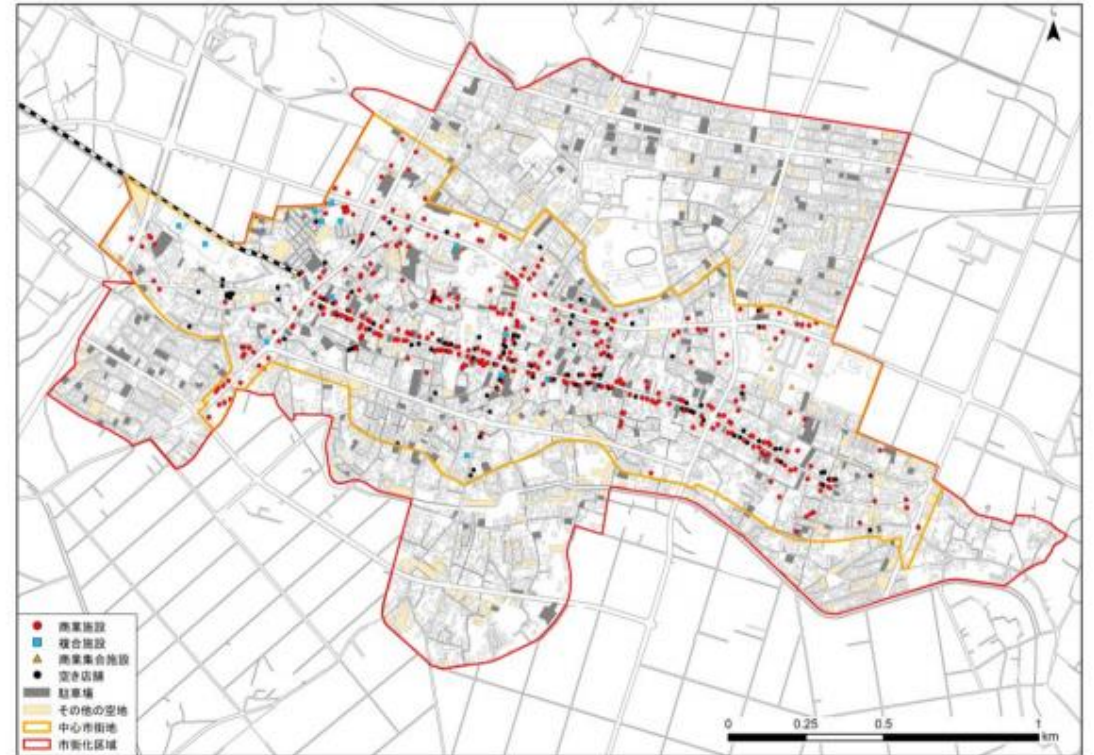 商業施設
複合施設
商業集合施設
空き店舗
駐車場
その他の空地
中心市街地
市街化区域
0 0.25 0.5 1
km